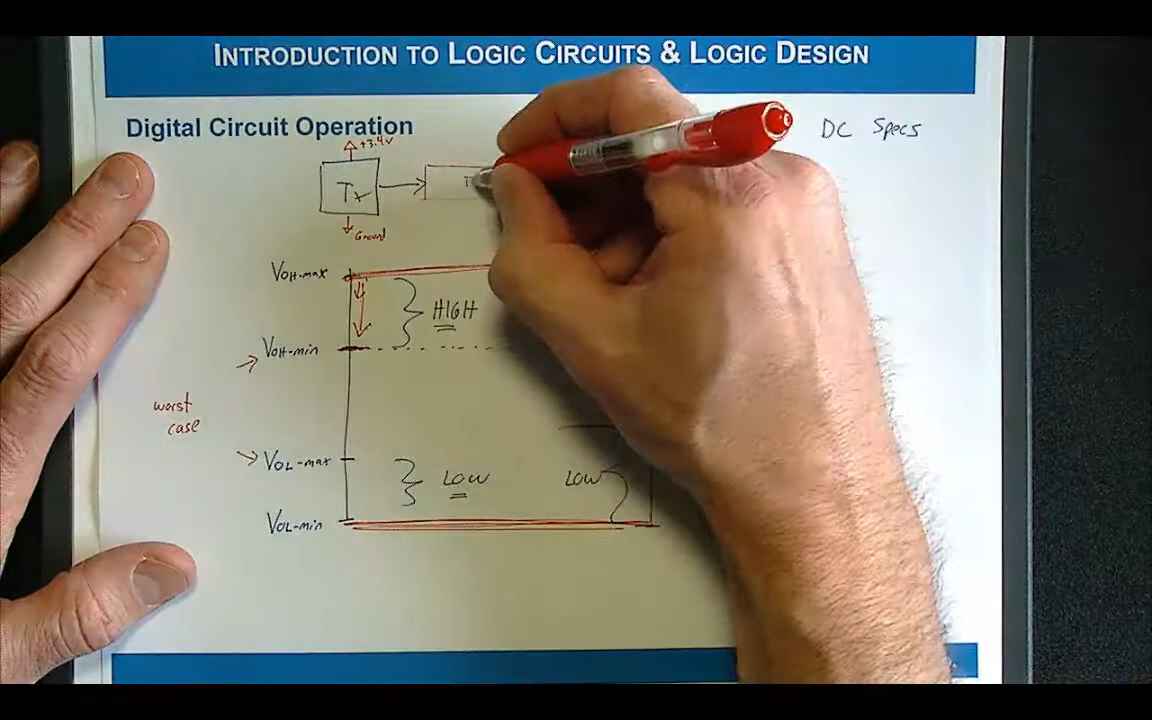 INTRODUCTION TO LOGIC CIRCUITS & LOGIC DESIGN
Digital Circuit Operation
DC Specs
+3.4v
Tx
T
Ground
VOH-max
HIGH
VOH-min
worst
case
VOL-max
LOW
LOW
VOL-min